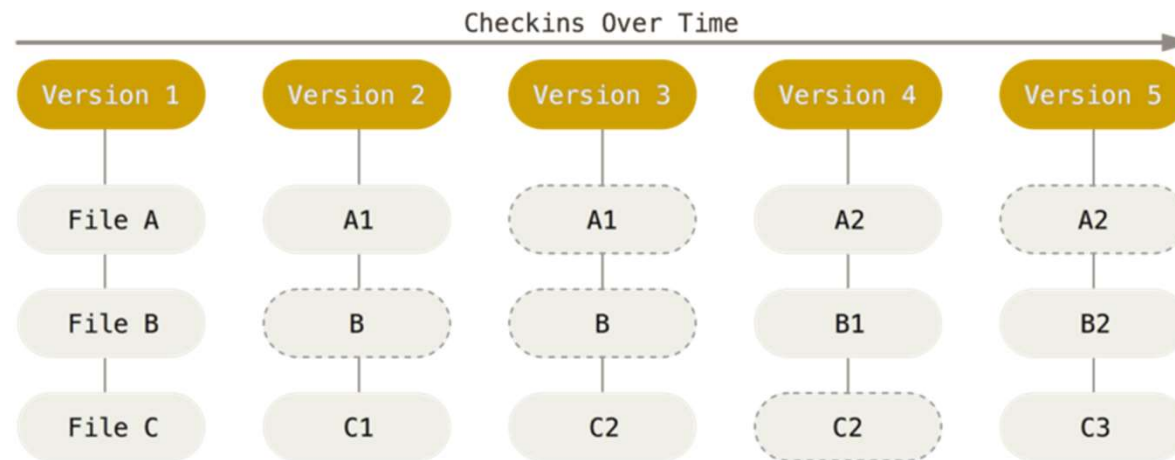 Checkins Over Time
Version 1 Version 2 Version 3 Version 4 Version 5
File A A1 A1 A2 A2
File B B B B1 B2
File C C1 C2 C2 C3